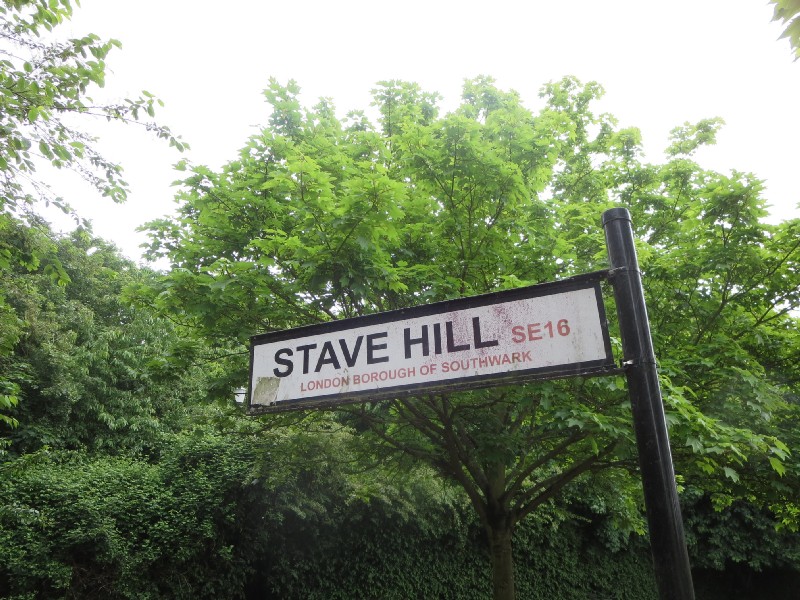 STAVE HILL SE16
LONDON BOROUGH OF SOUTHWARK